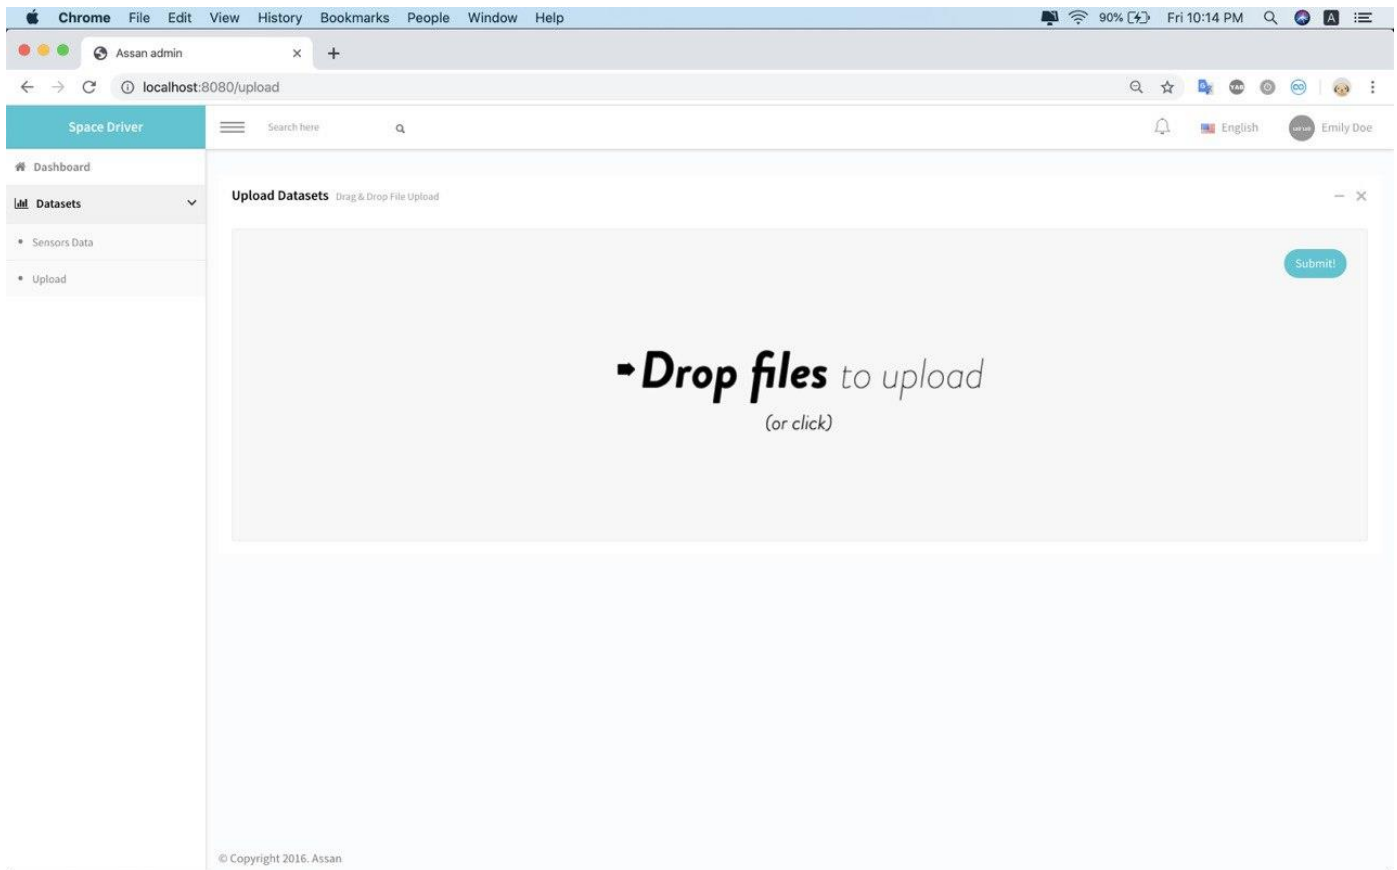 Chrome File Edit View History Bookmarks People Window Help 90% Fri 10:14 PM A
Assan admin
localhost:8080/upload
Space Driver Search here English Emily Doe
Dashboard
Datasets
Sensors Data
Upload
Upload Datasets Drag & Drop File Upload
Submit!
Drop files to upload
(or click)
© Copyright 2016. Assan